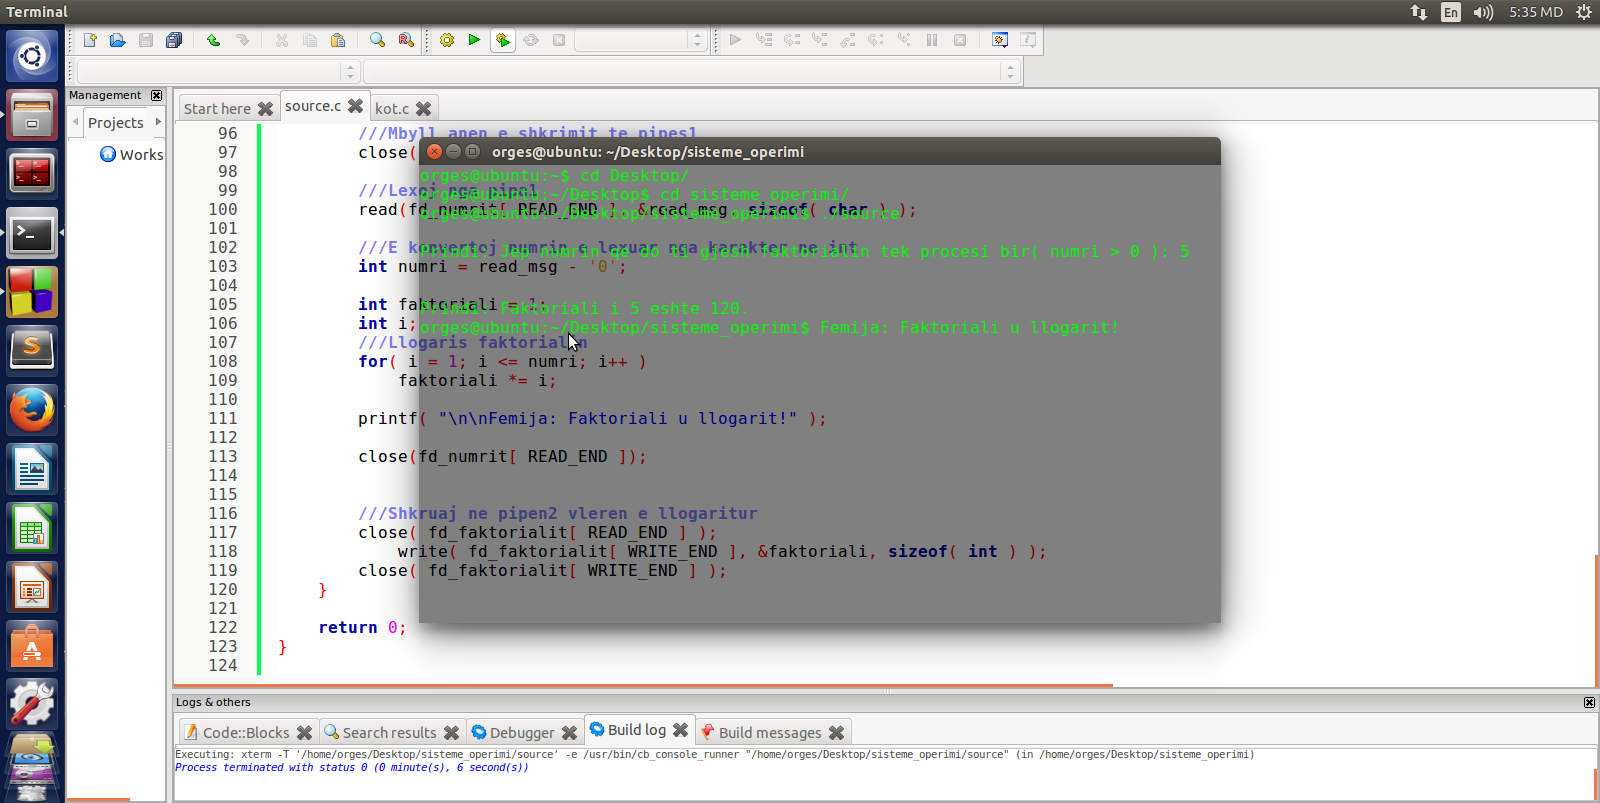 Terminal
En
5:35 MD
Management
Projects
Works
Start here
source.c
kot.c
96 ///Mbyll anen e shkrimit te pipes1
97 close(
98
99 ///Lexoj nga pipa1
100 read(fd_numrit[ READ_END ], &read_msg, sizeof( char ) );
101
102 ///E konvertoj numrin e lexuar nga karakter ne int
103 int numri = read_msg - '0';
104
105 int faktoriali = 1;
106 int i;
107 ///Llogaris faktorialin
108 for( i = 1; i <= numri; i++ )
109 faktoriali *= i;
110
111 printf( "\n\nFemija: Faktoriali u llogarit!" );
112
113 close(fd_numrit[ READ_END ]);
114
115
116 ///Shkruaj ne pipen2 vleren e llogaritur
117 close( fd_faktorialit[ READ_END ] );
118 write( fd_faktorialit[ WRITE_END ], &faktoriali, sizeof( int ) );
119 close( fd_faktorialit[ WRITE_END ] );
120 }
121
122 return 0;
123 }
124
orges@ubuntu: ~/Desktop/sisteme_operimi
orges@ubuntu:~$ cd Desktop/
orges@ubuntu:~/Desktop$ cd sisteme_operimi/
orges@ubuntu:~/Desktop/sisteme_operimi$ ./source
Prindi: Jep numrin qe do ti gjesh faktorialin tek procesi bir( numri > 0 ): 5
Prindi: Faktoriali i 5 eshte 120.
orges@ubuntu:~/Desktop/sisteme_operimi$ Femija: Faktoriali u llogarit!
Logs & others
Code::Blocks
Search results
Debugger
Build log
Build messages
Executing: xterm -T '/home/orges/Desktop/sisteme_operimi/source' -e /usr/bin/cb_console_runner "/home/orges/Desktop/sisteme_operimi/source" (in /home/orges/Desktop/sisteme_operimi)
Process terminated with status 0 (0 minute(s), 6 second(s))